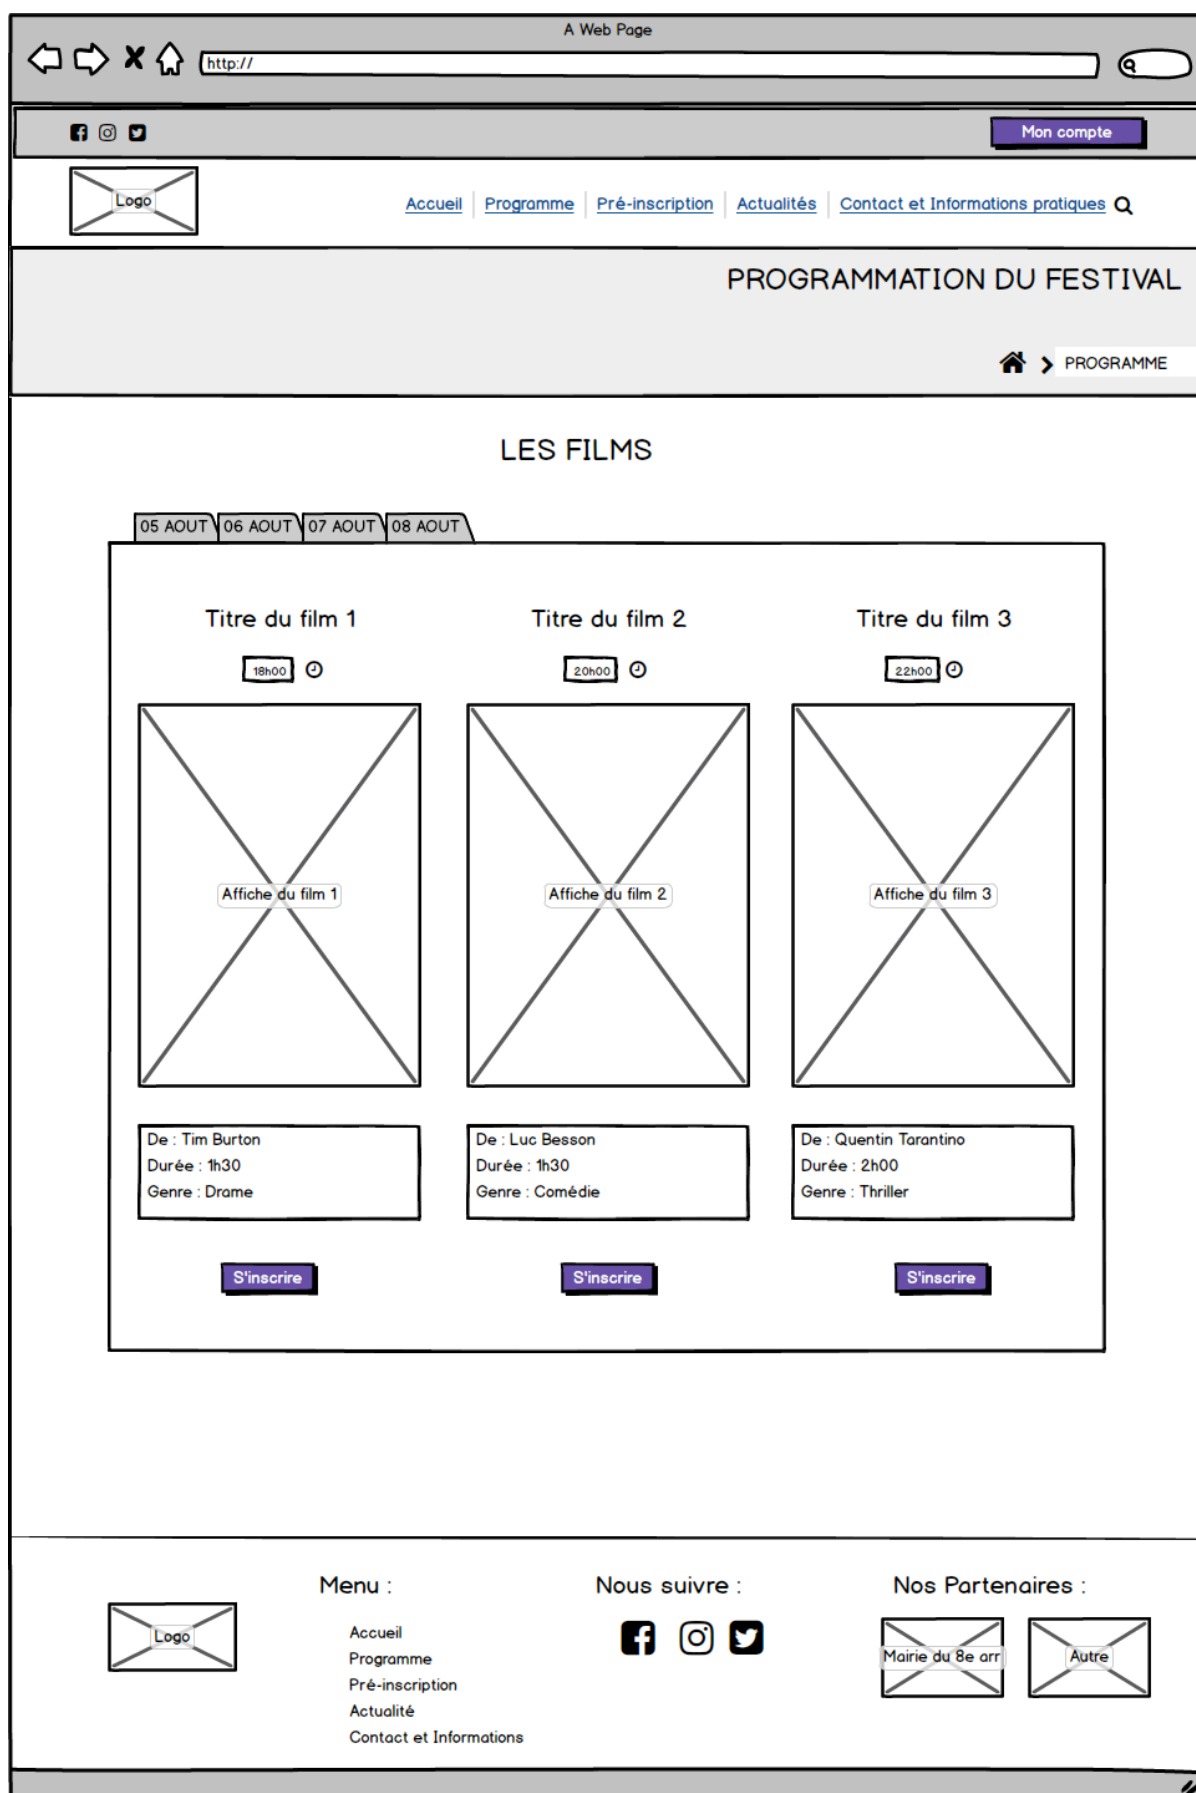 A Web Page
http://
Mon compte
Logo
Accueil Programme Pré-inscription Actualités Contact et Informations pratiques
PROGRAMMATION DU FESTIVAL
PROGRAMME
LES FILMS
05 AOUT 06 AOUT 07 AOUT 08 AOUT
Titre du film 1 Titre du film 2 Titre du film 3
18h00 20h00 22h00
Affiche du film 1 Affiche du film 2 Affiche du film 3
De : Tim Burton
Durée : 1h30
Genre : Drame
De : Luc Besson
Durée : 1h30
Genre : Comédie
De : Quentin Tarantino
Durée : 2h00
Genre : Thriller
S'inscrire S'inscrire S'inscrire
Logo
Menu :
Accueil
Programme
Pré-inscription
Actualité
Contact et Informations
Nous suivre :
Nos Partenaires :
Mairie du 8e arr Autre